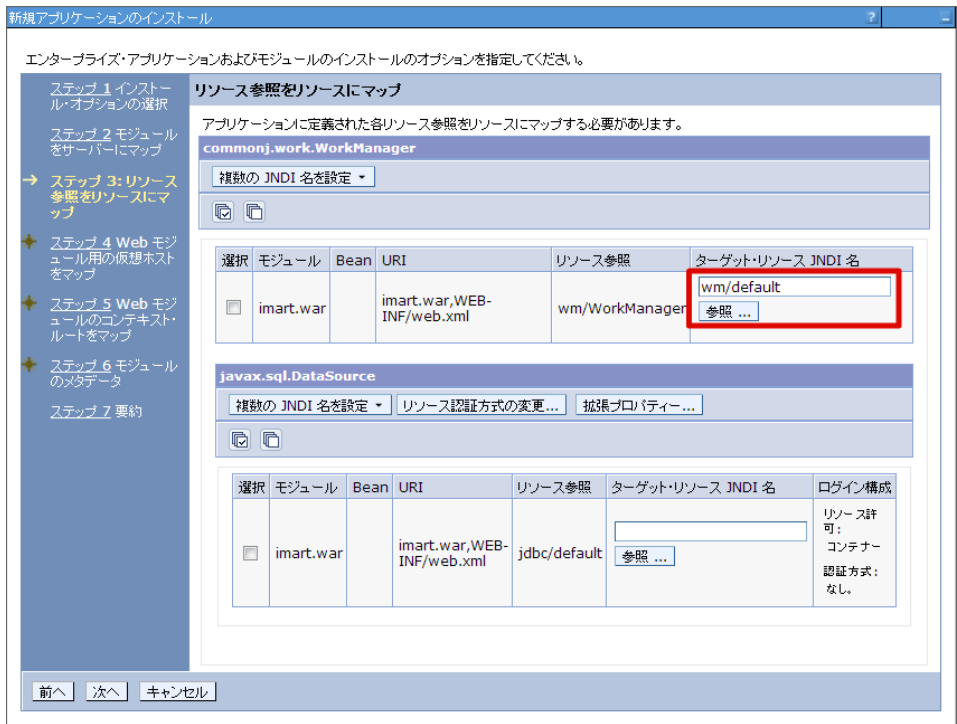 新規アプリケーションのインストール
?
エンタープライズ・アプリケーションおよびモジュールのインストールのオプションを指定してください。
ステップ 1 インストー
ル・オプションの選択
ステップ 2 モジュール
をサーバーにマップ
ステップ 3: リソース
参照をリソースにマ
ップ
ステップ 4 Web モジ
ュール用の仮想ホスト
をマップ
ステップ 5 Web モジ
ュールのコンテキスト・
ルートをマップ
ステップ 6 モジュール
のメタデータ
ステップ 7 要約
リソース参照をリソースにマップ
アプリケーションに定義された各リソース参照をリソースにマップする必要があります。
commonj.work.WorkManager
複数の JNDI 名を設定
選択 モジュール Bean URI リソース参照 ターゲット・リソース JNDI 名
imart.war
imart.war,WEB-
INF/web.xml
wm/WorkManager
wm/default
参照 ...
javax.sql.DataSource
複数の JNDI 名を設定 リソース認証方式の変更... 拡張プロパティー...
選択 モジュール Bean URI リソース参照 ターゲット・リソース JNDI 名 ログイン構成
imart.war
imart.war,WEB-
INF/web.xml
jdbc/default
参照 ...
リソース許
可:
コンテナー
認証方式:
なし。
前へ 次へ キャンセル